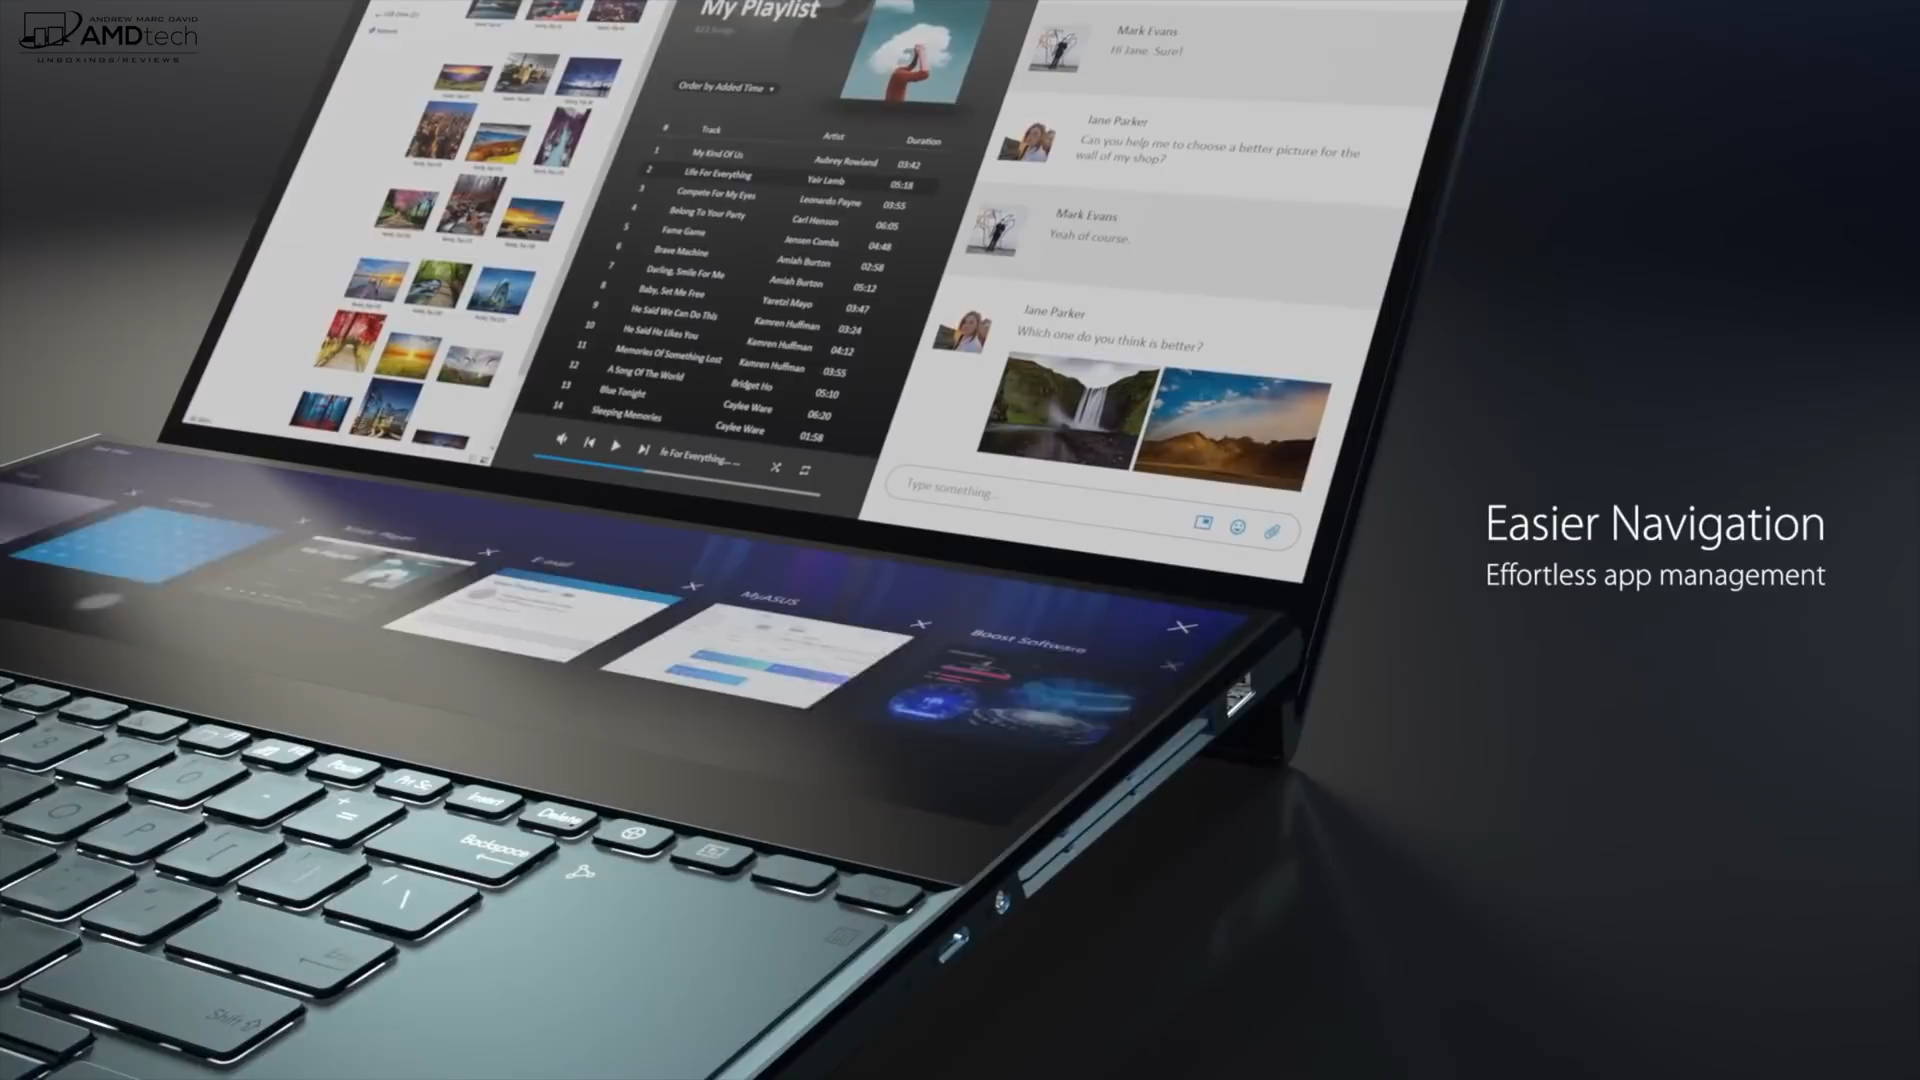 ANDREW MARC DAVID
AMDtech
UNBOXINGS/REVIEWS
My Playlist
Order by Added Time
# Track Artist Duration
1 My Kind Of Us Aubrey Rowland 03:42
2 Life For Everything Yair Lamb 05:18
3 Compete For My Eyes Leonardo Payne 03:55
4 Belong To Your Party Carl Henson 06:05
5 Fame Game Jensen Combs 04:48
6 Brave Machine Amiah Burton 02:58
7 Darling, Smile For Me Amiah Burton 05:12
8 Baby, Set Me Free Yaretzi Mayo 03:47
9 He Said We Can Do This Kamren Huffman 03:24
10 He Said He Likes You Kamren Huffman 04:12
11 Memories Of Something Lost Kamren Huffman 03:55
12 A Song Of The World Bridget Ho 05:10
13 Blue Tonight Caylee Ware 06:20
14 Sleeping Memories Caylee Ware 01:58
fe For Everything...
Mark Evans
Hi Jane. Sure!
Jane Parker
Can you help me to choose a better picture for the
wall of my shop?
Mark Evans
Yeah of course.
Jane Parker
Which one do you think is better?
Type something..
Easier Navigation
Effortless app management
E-mail
MyASUS
Boost Software
Pause
Prt Sc
Insert
Delete
8
9
0
-
+
=
Backspace
O
P
[
|
\
Shift